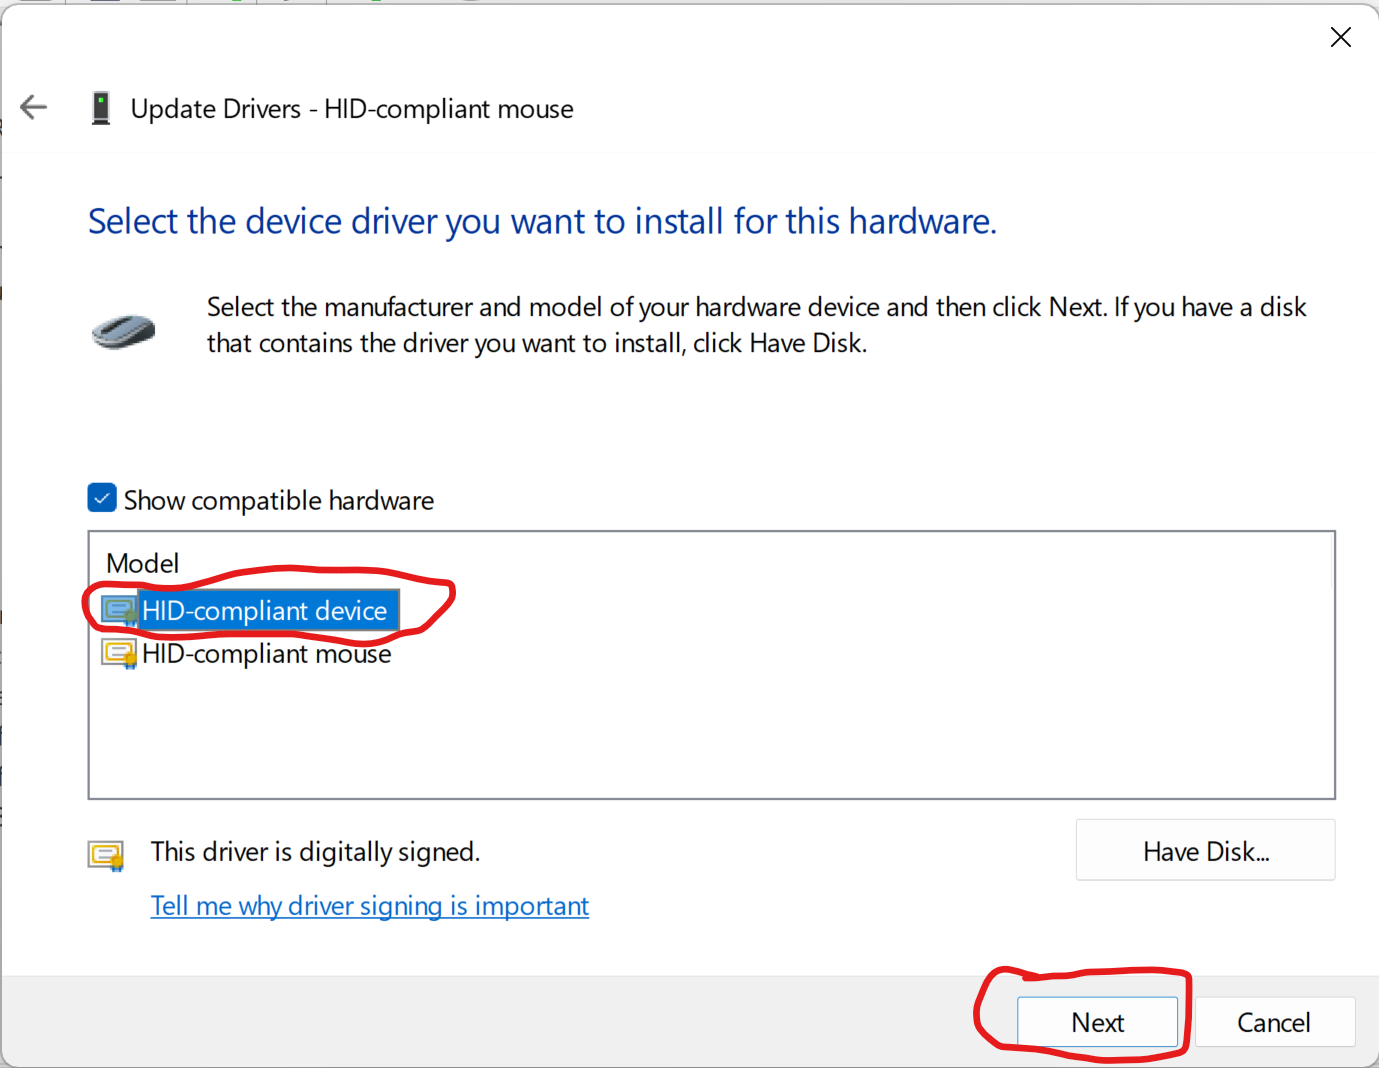 Update Drivers - HID-compliant mouse
Select the device driver you want to install for this hardware.
Select the manufacturer and model of your hardware device and then click Next. If you have a disk
that contains the driver you want to install, click Have Disk.
Show compatible hardware
Model
HID-compliant device
HID-compliant mouse
This driver is digitally signed.
Have Disk...
Tell me why driver signing is important
Next
Cancel